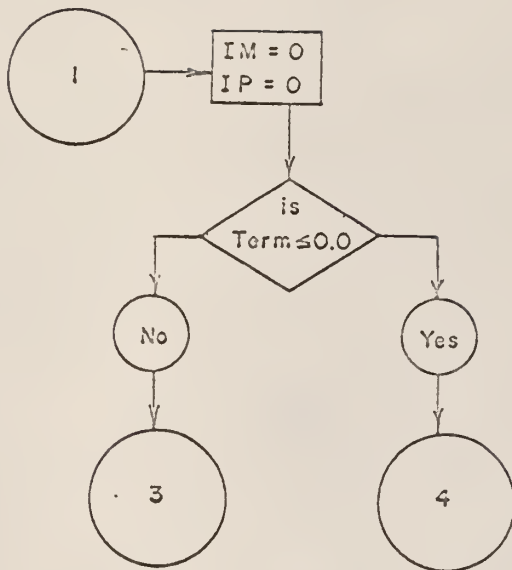 1
IM = 0
IP = 0
is
Term ≤ 0.0
No
Yes
3
4